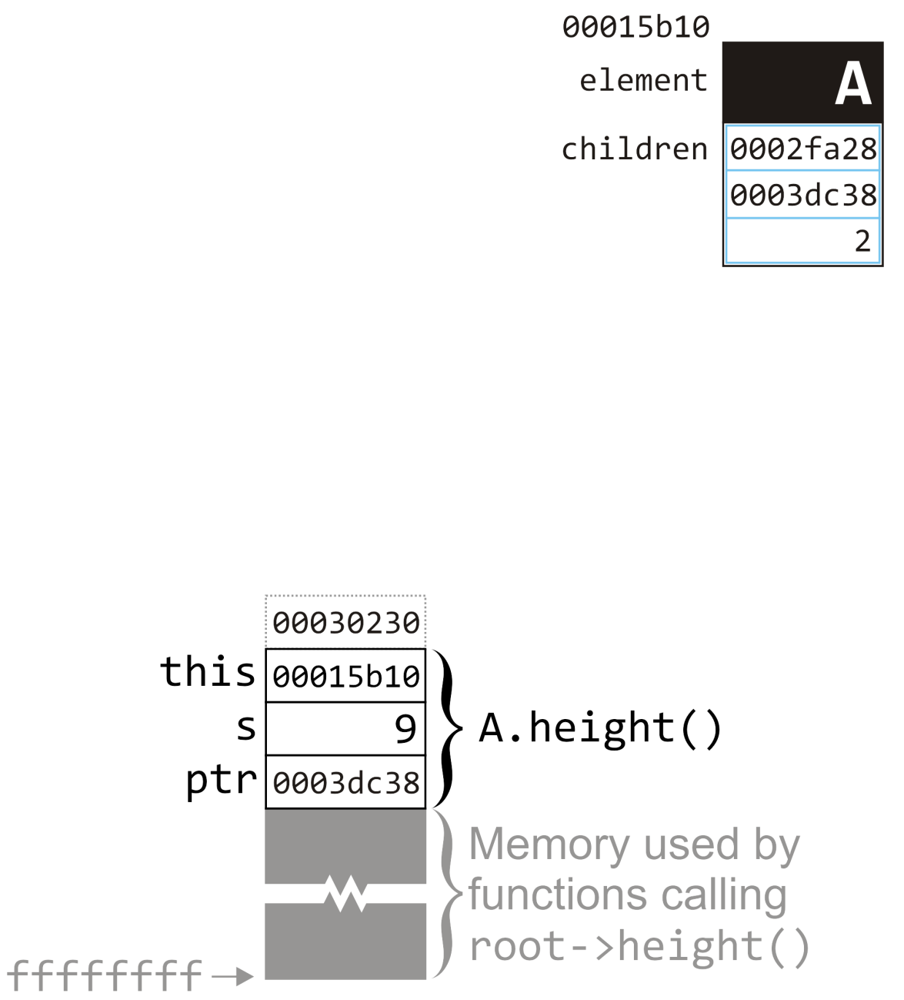 00015b10
element A
children 0002fa28
0003dc38
2
00030230
this 00015b10
s 9
ptr 0003dc38
A.height()
Memory used by
functions calling
root->height()
ffffffff